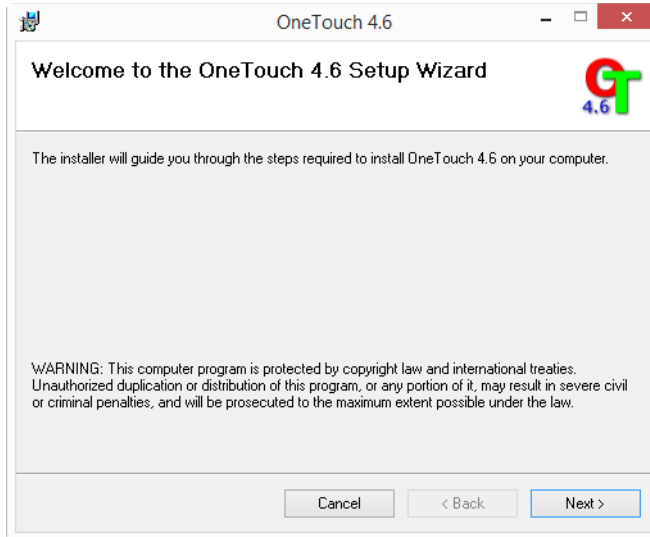 OneTouch 4.6
Welcome to the OneTouch 4.6 Setup Wizard
OT
4.6
The installer will guide you through the steps required to install OneTouch 4.6 on your computer.
WARNING: This computer program is protected by copyright law and international treaties.
Unauthorized duplication or distribution of this program, or any portion of it, may result in severe civil
or criminal penalties, and will be prosecuted to the maximum extent possible under the law.
Cancel
< Back
Next >